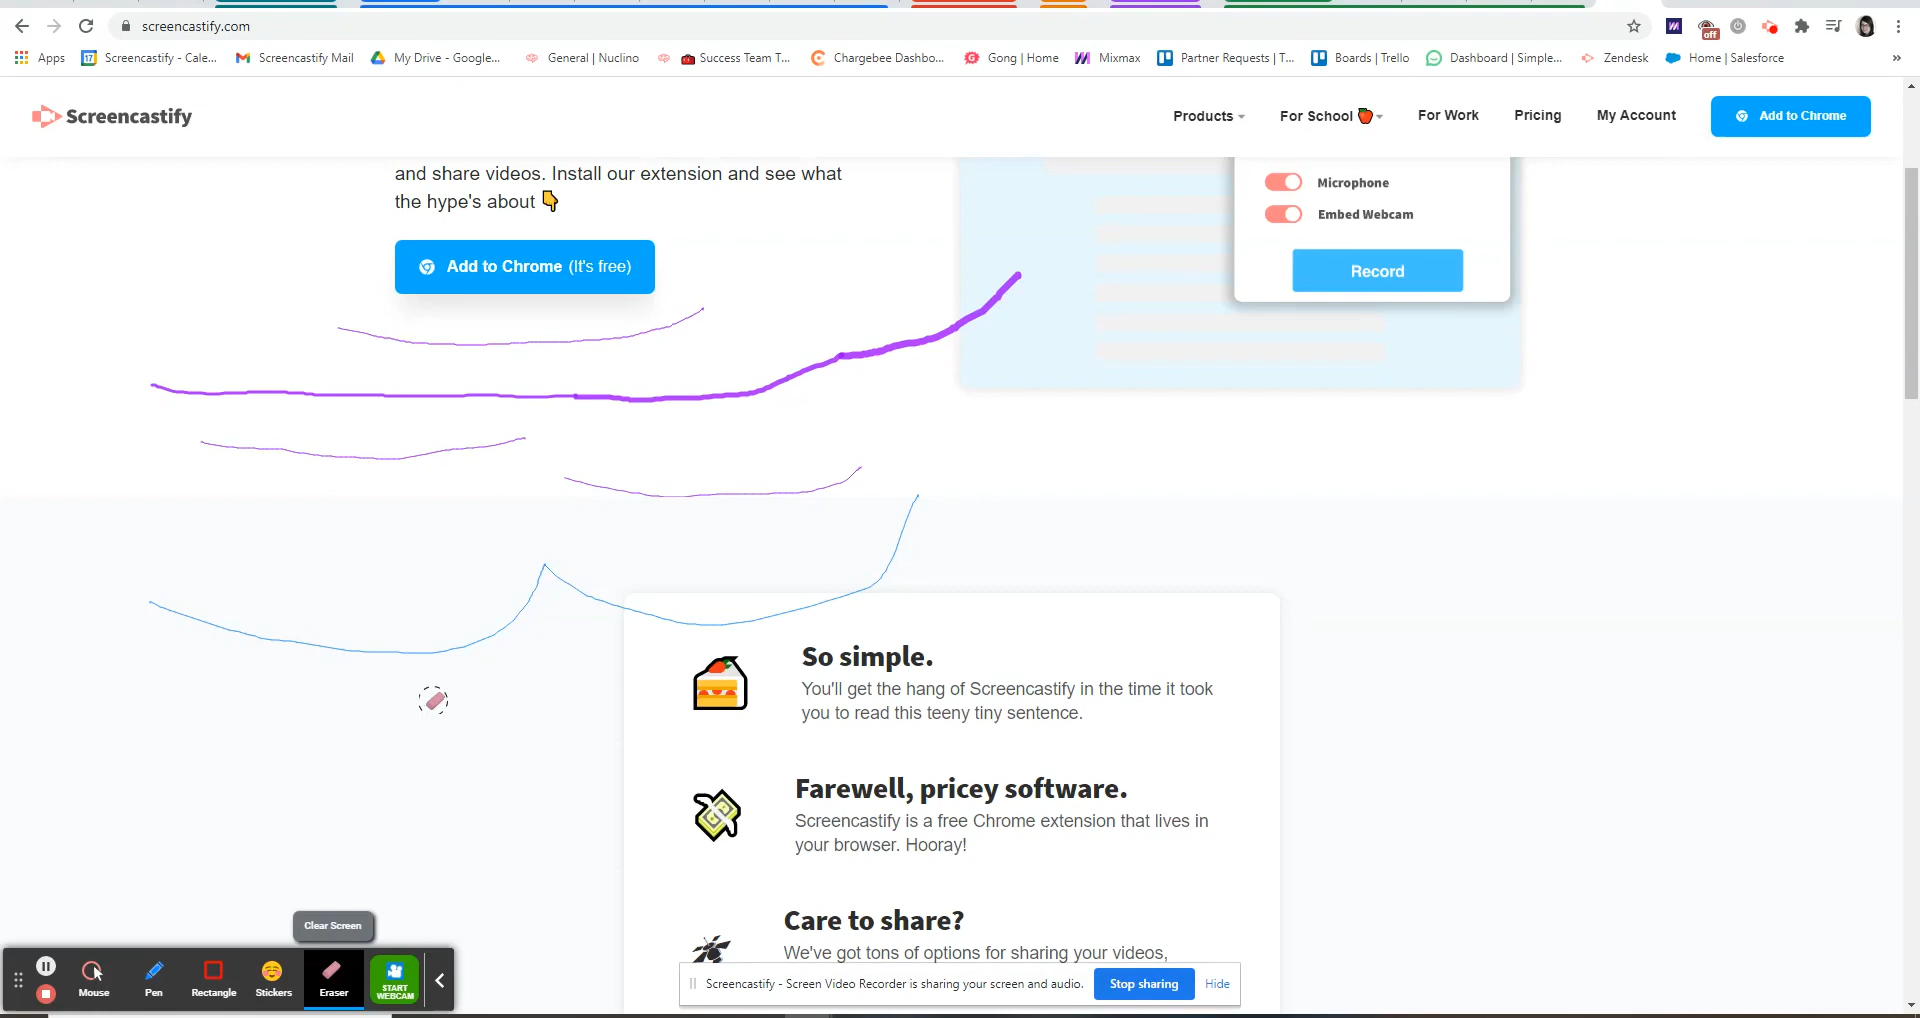 screencastify.com
off
Apps
17
Screencastify - Cale...
Screencastify Mail
My Drive - Google...
General | Nuclino
Success Team T...
Chargebee Dashbo...
Gong | Home
Mixmax
Partner Requests | T...
Boards | Trello
Dashboard | Simple...
Zendesk
Home | Salesforce
»
Screencastify
Products
For School
For Work
Pricing
My Account
Add to Chrome
and share videos. Install our extension and see what
the hype's about
Add to Chrome (It's free)
Microphone
Embed Webcam
Record
So simple.
You'll get the hang of Screencastify in the time it took
you to read this teeny tiny sentence.
Farewell, pricey software.
Screencastify is a free Chrome extension that lives in
your browser. Hooray!
Care to share?
We've got tons of options for sharing your videos,
Clear Screen
Mouse
Pen
Rectangle
Stickers
Eraser
START
WEBCAM
Screencastify - Screen Video Recorder is sharing your screen and audio.
Stop sharing
Hide